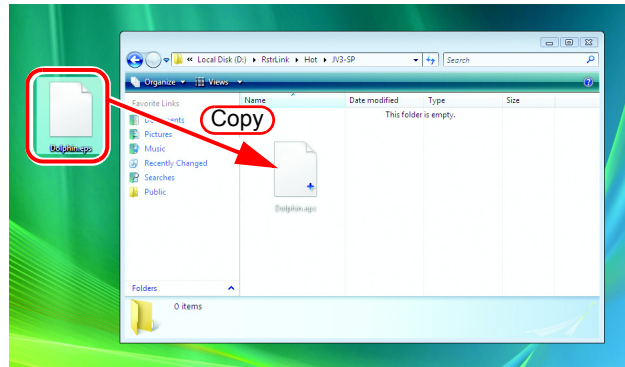 « Local Disk (D:) ▸ RstrLink ▸ Hot ▸ JV3-SP
Search
Organize ▾ Views ▾
Favorite Links
Documents
Pictures
Music
Recently Changed
Searches
Public
Folders
Name Date modified Type Size
This folder is empty.
Copy
Dolphin.eps
Dolphin.eps
0 items